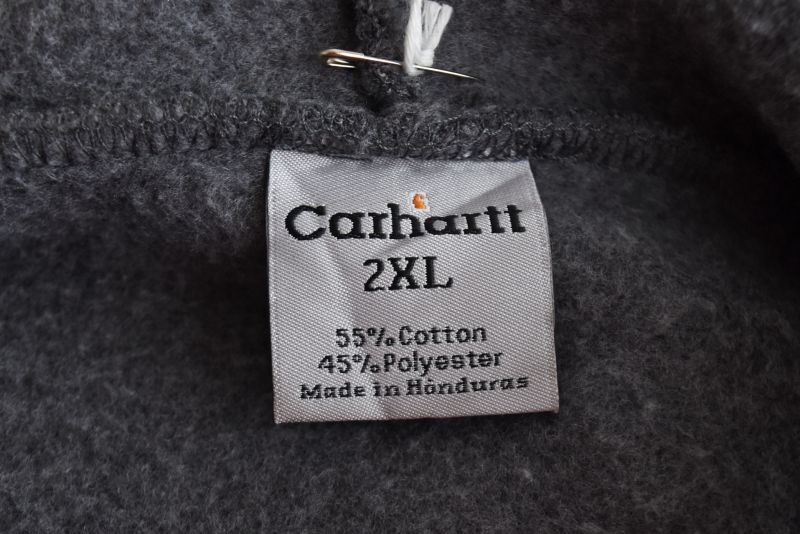 Carhartt
2XL
55% Cotton
45% Polyester
Made in Honduras